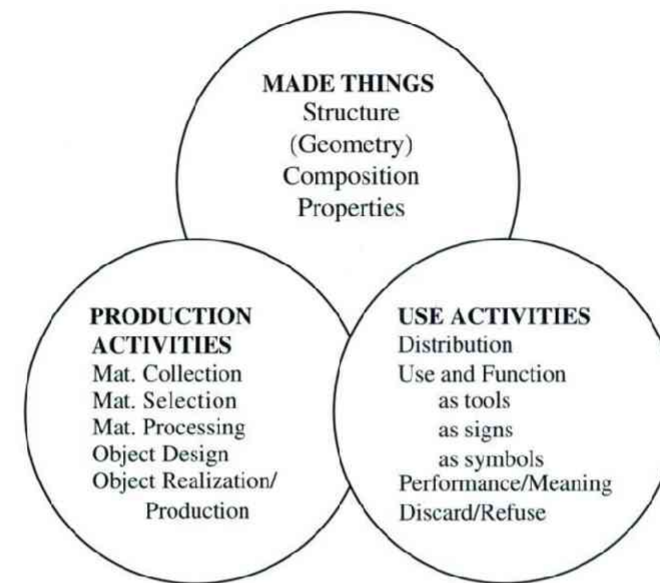 MADE THINGS
Structure
(Geometry)
Composition
Properties
PRODUCTION
ACTIVITIES
Mat. Collection
Mat. Selection
Mat. Processing
Object Design
Object Realization/
Production
USE ACTIVITIES
Distribution
Use and Function
as tools
as signs
as symbols
Performance/Meaning
Discard/Refuse